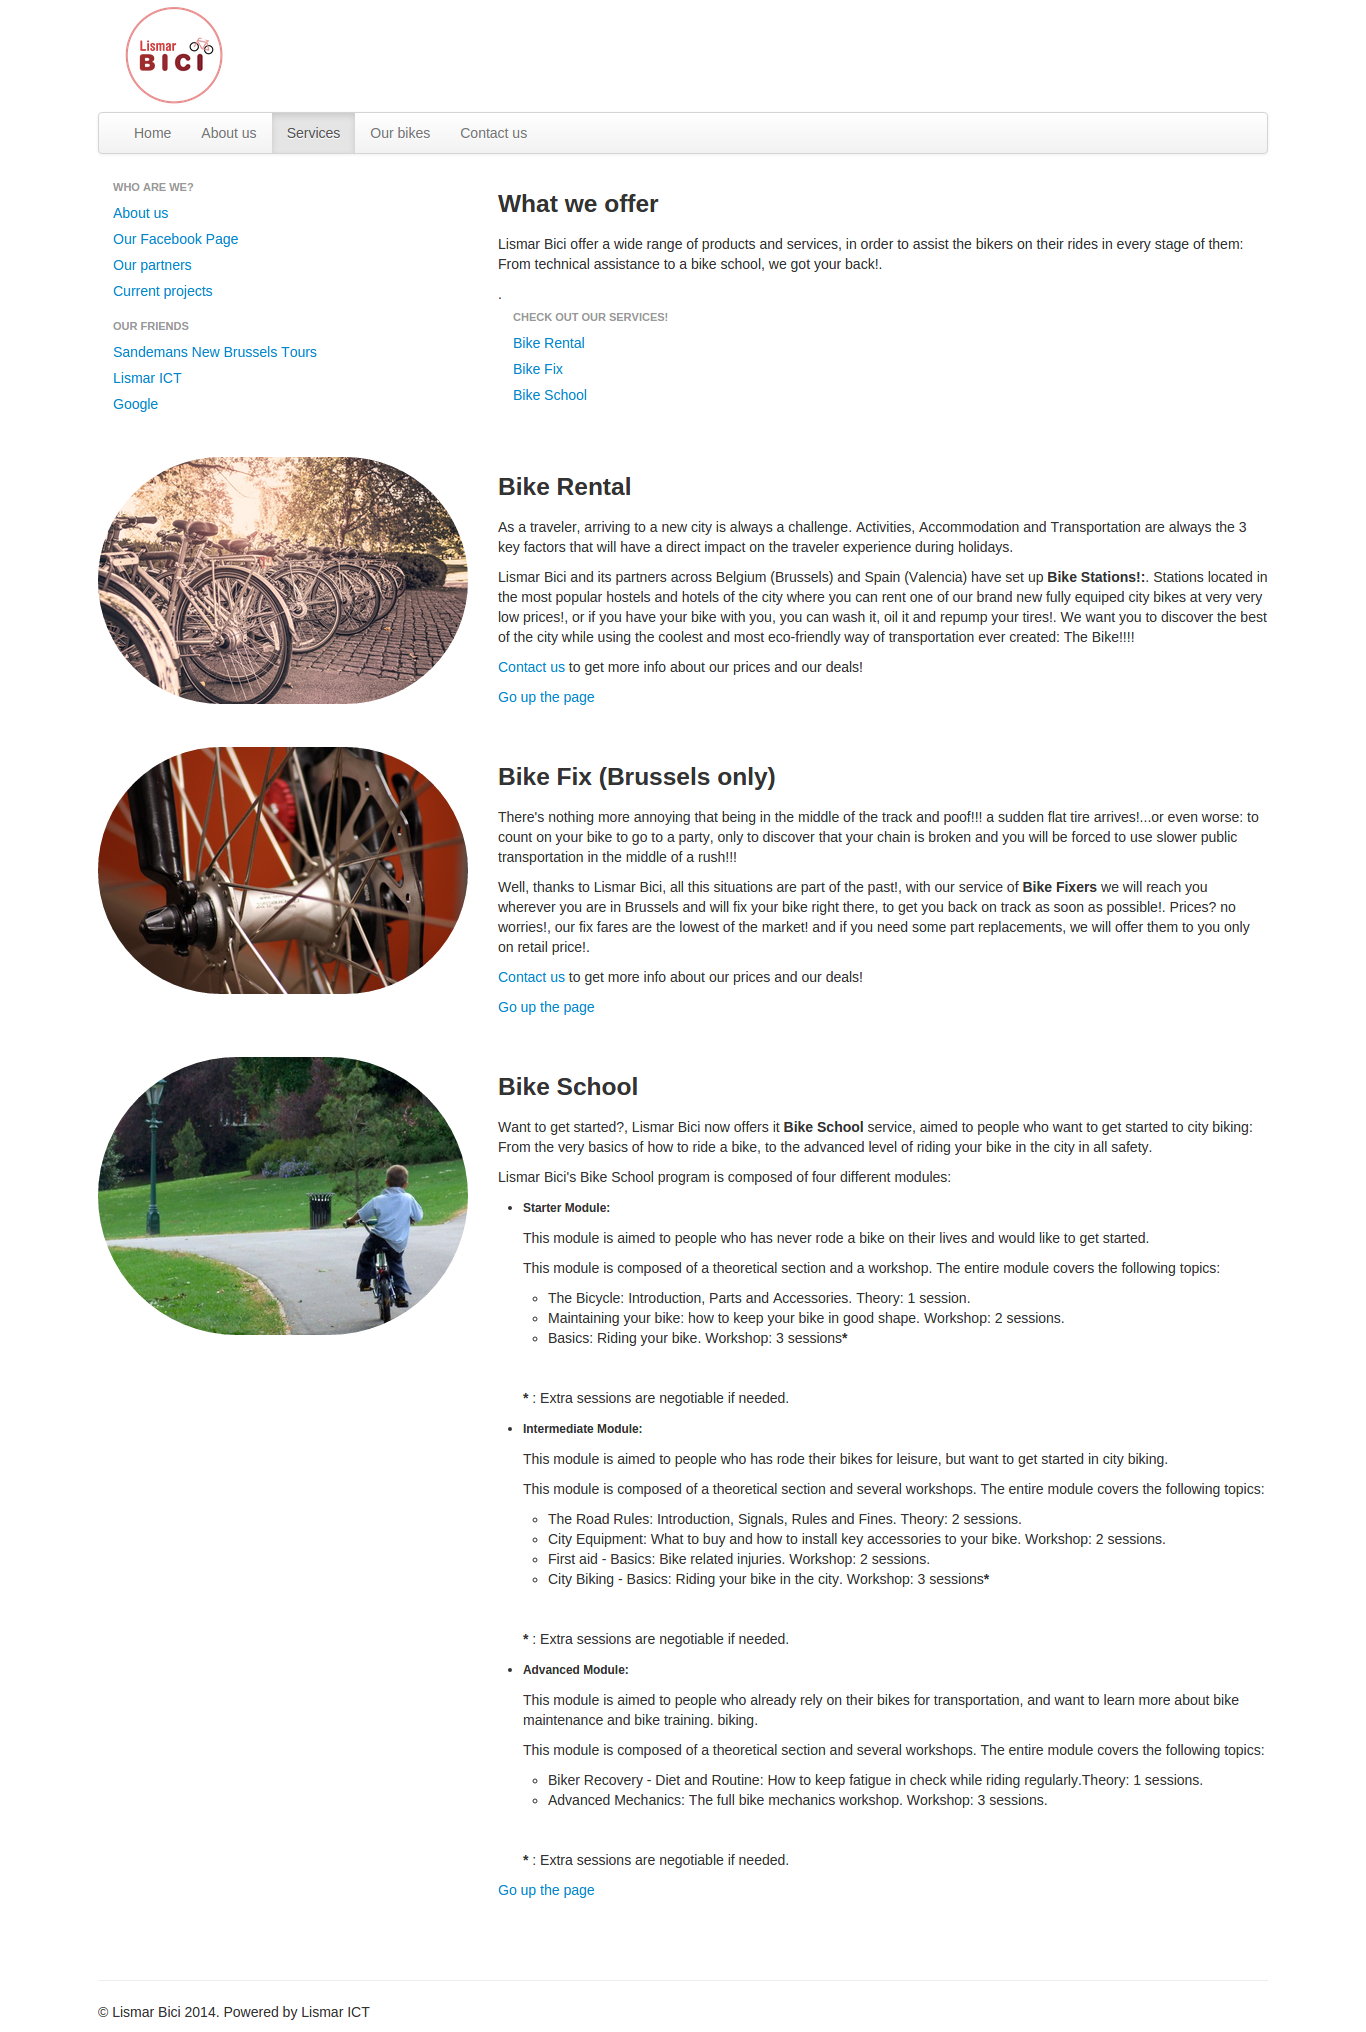 Lismar
BICI
Home About us Services Our bikes Contact us
WHO ARE WE?
About us
Our Facebook Page
Our partners
Current projects
OUR FRIENDS
Sandemans New Brussels Tours
Lismar ICT
Google
What we offer
Lismar Bici offer a wide range of products and services, in order to assist the bikers on their rides in every stage of them:
From technical assistance to a bike school, we got your back!.
.
CHECK OUT OUR SERVICES!
Bike Rental
Bike Fix
Bike School
Bike Rental
As a traveler, arriving to a new city is always a challenge. Activities, Accommodation and Transportation are always the 3
key factors that will have a direct impact on the traveler experience during holidays.
Lismar Bici and its partners across Belgium (Brussels) and Spain (Valencia) have set up Bike Stations!:. Stations located in
the most popular hostels and hotels of the city where you can rent one of our brand new fully equiped city bikes at very very
low prices!, or if you have your bike with you, you can wash it, oil it and repump your tires!. We want you to discover the best
of the city while using the coolest and most eco-friendly way of transportation ever created: The Bike!!!!
Contact us to get more info about our prices and our deals!
Go up the page
Bike Fix (Brussels only)
There's nothing more annoying that being in the middle of the track and poof!!! a sudden flat tire arrives!...or even worse: to
count on your bike to go to a party, only to discover that your chain is broken and you will be forced to use slower public
transportation in the middle of a rush!!!
Well, thanks to Lismar Bici, all this situations are part of the past!, with our service of Bike Fixers we will reach you
wherever you are in Brussels and will fix your bike right there, to get you back on track as soon as possible!. Prices? no
worries!, our fix fares are the lowest of the market! and if you need some part replacements, we will offer them to you only
on retail price!.
Contact us to get more info about our prices and our deals!
Go up the page
Bike School
Want to get started?, Lismar Bici now offers it Bike School service, aimed to people who want to get started to city biking:
From the very basics of how to ride a bike, to the advanced level of riding your bike in the city in all safety.
Lismar Bici's Bike School program is composed of four different modules:
• Starter Module:
This module is aimed to people who has never rode a bike on their lives and would like to get started.
This module is composed of a theoretical section and a workshop. The entire module covers the following topics:
◦ The Bicycle: Introduction, Parts and Accessories. Theory: 1 session.
◦ Maintaining your bike: how to keep your bike in good shape. Workshop: 2 sessions.
◦ Basics: Riding your bike. Workshop: 3 sessions*
* : Extra sessions are negotiable if needed.
• Intermediate Module:
This module is aimed to people who has rode their bikes for leisure, but want to get started in city biking.
This module is composed of a theoretical section and several workshops. The entire module covers the following topics:
◦ The Road Rules: Introduction, Signals, Rules and Fines. Theory: 2 sessions.
◦ City Equipment: What to buy and how to install key accessories to your bike. Workshop: 2 sessions.
◦ First aid - Basics: Bike related injuries. Workshop: 2 sessions.
◦ City Biking - Basics: Riding your bike in the city. Workshop: 3 sessions*
* : Extra sessions are negotiable if needed.
• Advanced Module:
This module is aimed to people who already rely on their bikes for transportation, and want to learn more about bike
maintenance and bike training. biking.
This module is composed of a theoretical section and several workshops. The entire module covers the following topics:
◦ Biker Recovery - Diet and Routine: How to keep fatigue in check while riding regularly.Theory: 1 sessions.
◦ Advanced Mechanics: The full bike mechanics workshop. Workshop: 3 sessions.
* : Extra sessions are negotiable if needed.
Go up the page
© Lismar Bici 2014. Powered by Lismar ICT